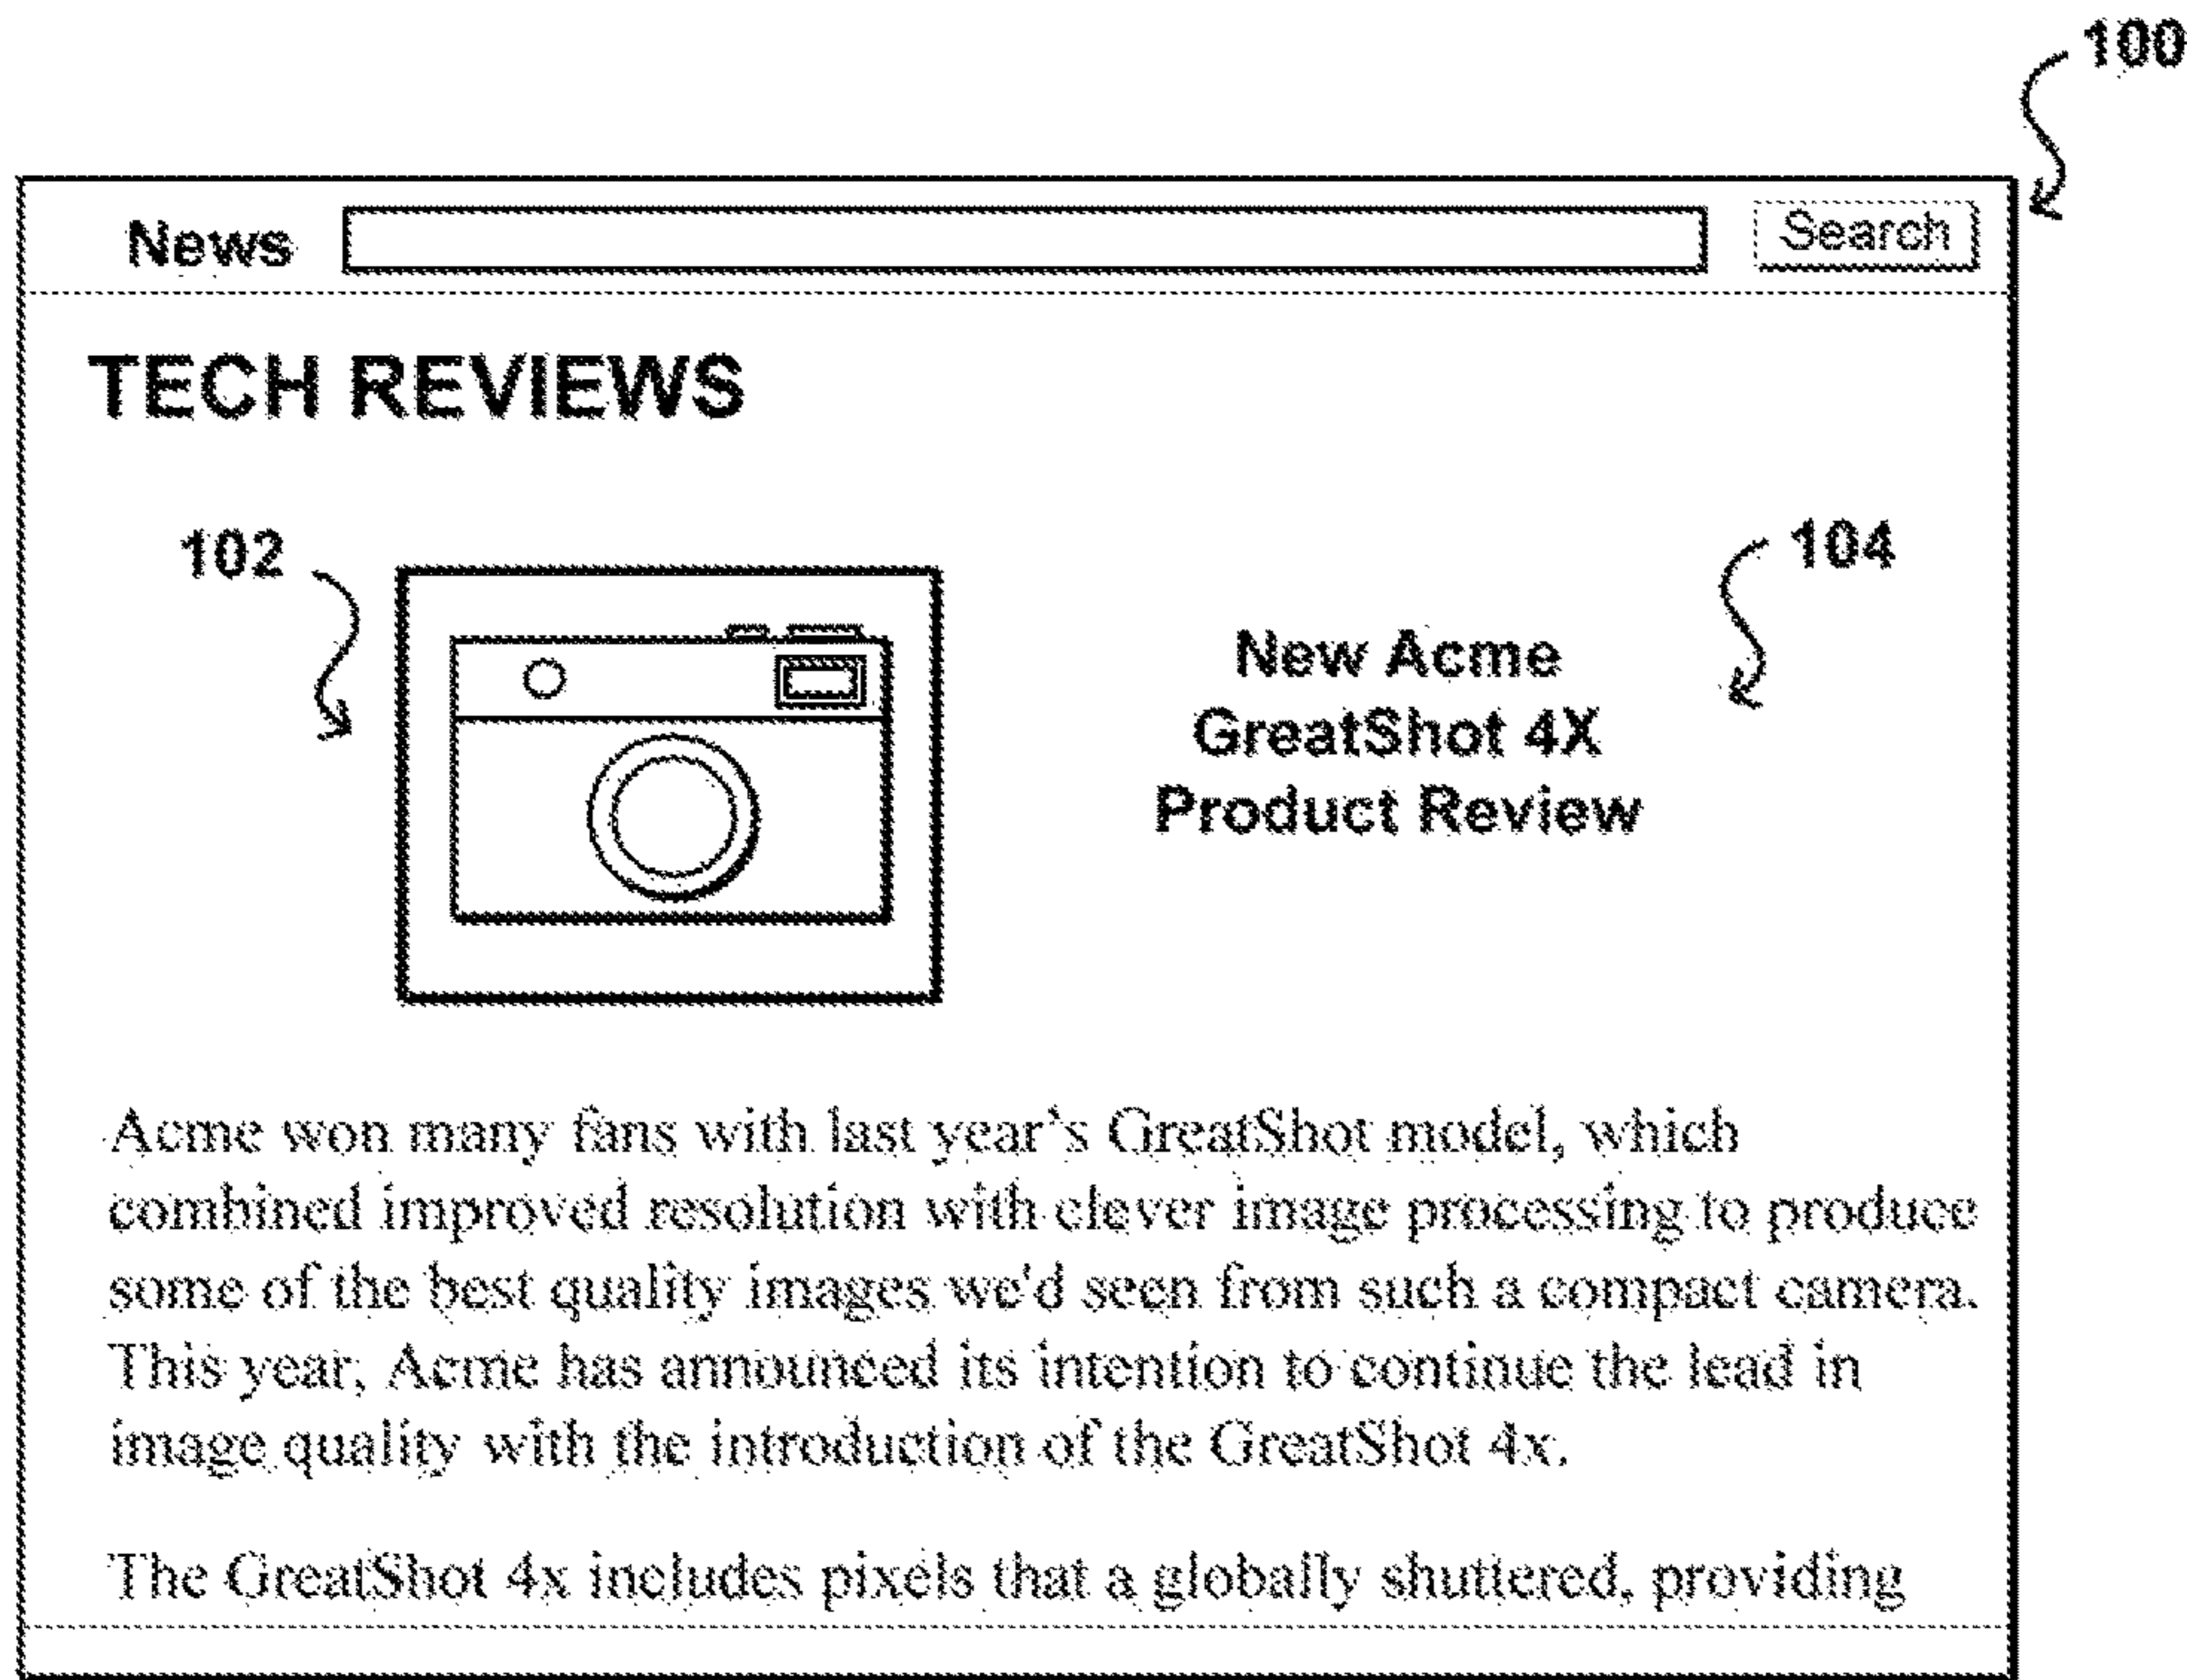 100
News Search
TECH REVIEWS
102
104
New Acme
GreatShot 4X
Product Review
Acme won many fans with last year's GreatShot model, which
combined improved resolution with clever image processing to produce
some of the best quality images we'd seen from such a compact camera.
This year, Acme has announced its intention to continue the lead in
image quality with the introduction of the GreatShot 4x.
The GreatShot 4x includes pixels that a globally shuttered, providing